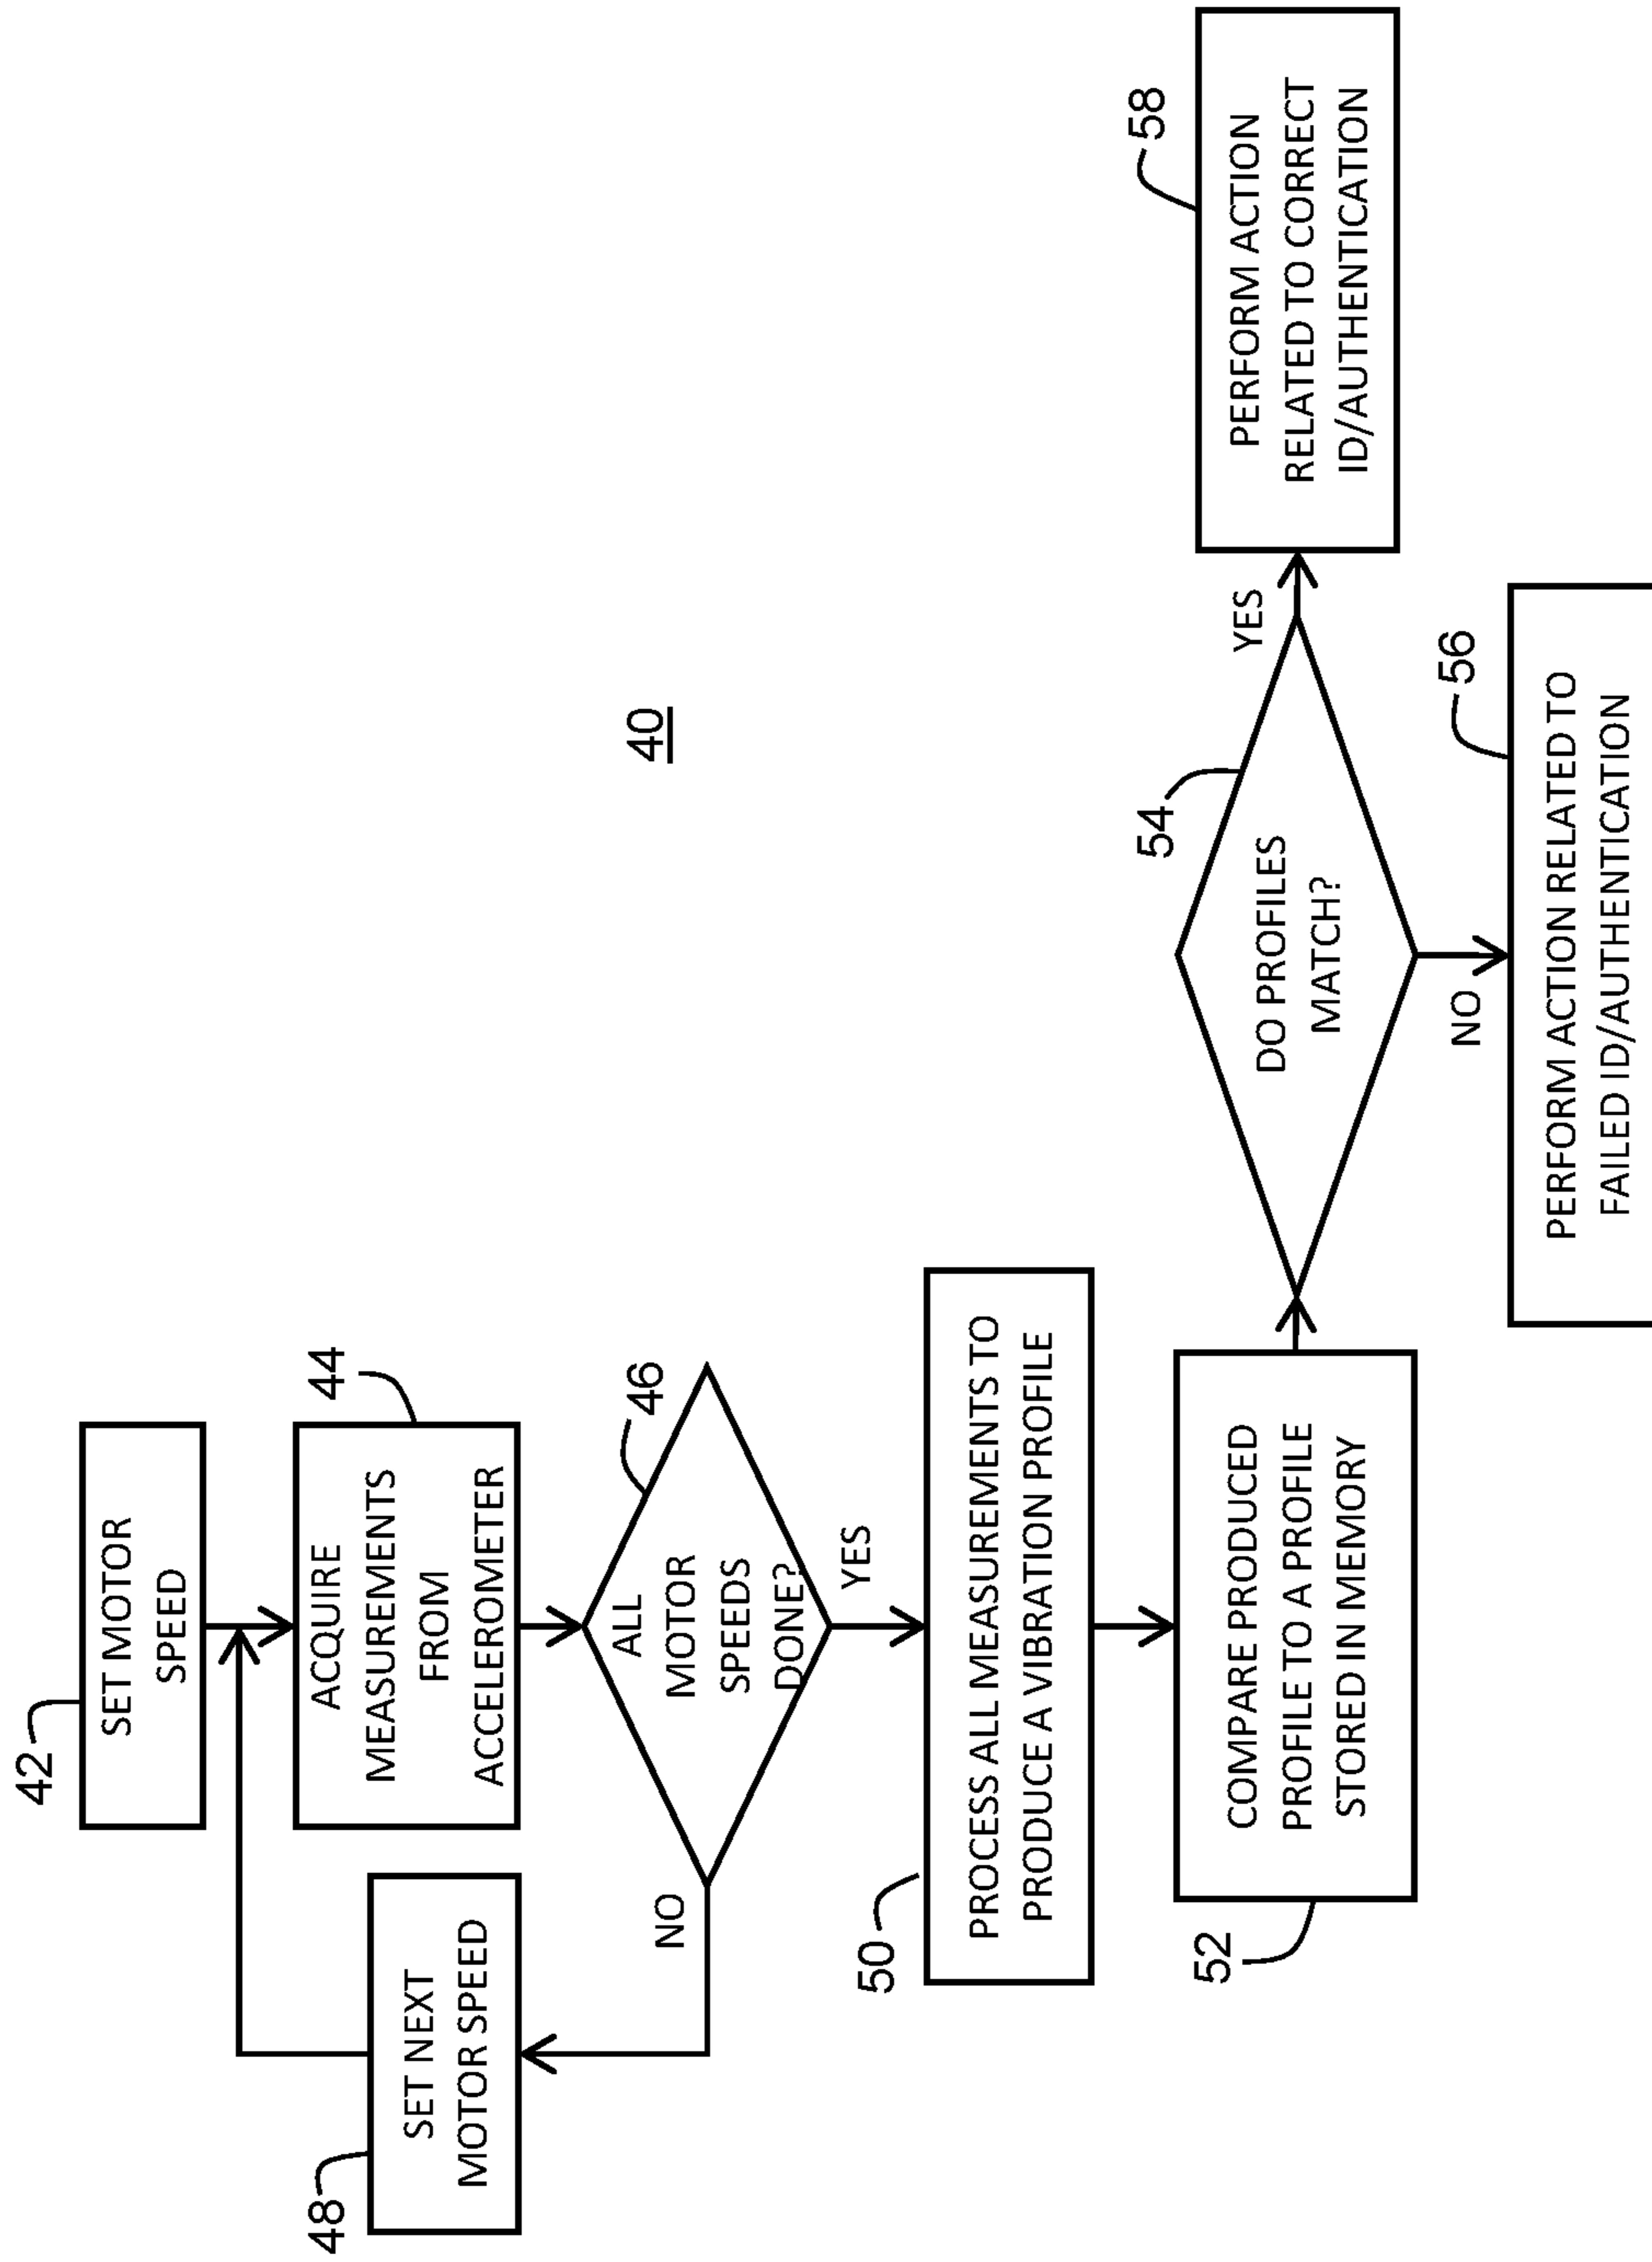 40
42
SET MOTOR
SPEED
44
ACQUIRE
MEASUREMENTS
FROM
ACCELEROMETER
46
ALL
MOTOR
SPEEDS
DONE?
NO
YES
48
SET NEXT
MOTOR SPEED
50
PROCESS ALL MEASUREMENTS TO
PRODUCE A VIBRATION PROFILE
52
COMPARE PRODUCED
PROFILE TO A PROFILE
STORED IN MEMORY
54
DO PROFILES
MATCH?
YES
NO
56
PERFORM ACTION RELATED TO
FAILED ID/AUTHENTICATION
58
PERFORM ACTION
RELATED TO CORRECT
ID/AUTHENTICATION